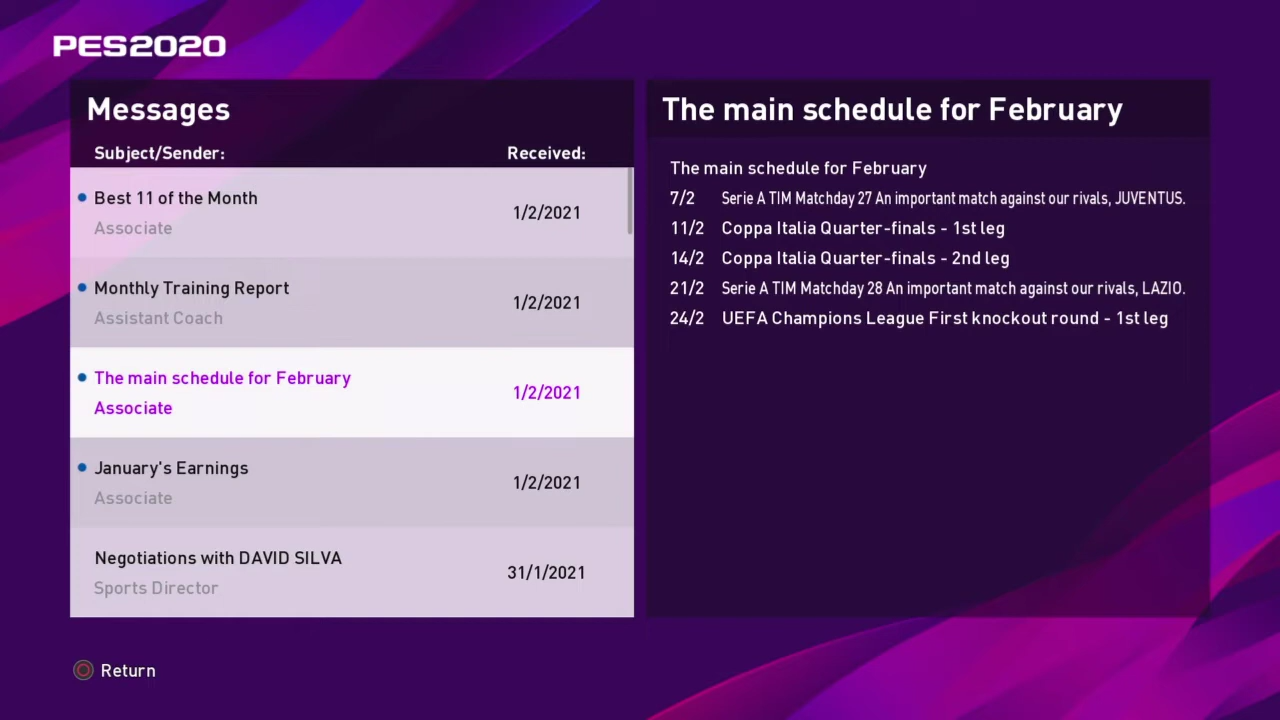 PES2020
Messages
Subject/Sender: Received:
Best 11 of the Month
Associate
1/2/2021
Monthly Training Report
Assistant Coach
1/2/2021
The main schedule for February
Associate
1/2/2021
January's Earnings
Associate
1/2/2021
Negotiations with DAVID SILVA
Sports Director
31/1/2021
The main schedule for February
The main schedule for February
7/2 Serie A TIM Matchday 27 An important match against our rivals, JUVENTUS.
11/2 Coppa Italia Quarter-finals - 1st leg
14/2 Coppa Italia Quarter-finals - 2nd leg
21/2 Serie A TIM Matchday 28 An important match against our rivals, LAZIO.
24/2 UEFA Champions League First knockout round - 1st leg
Return